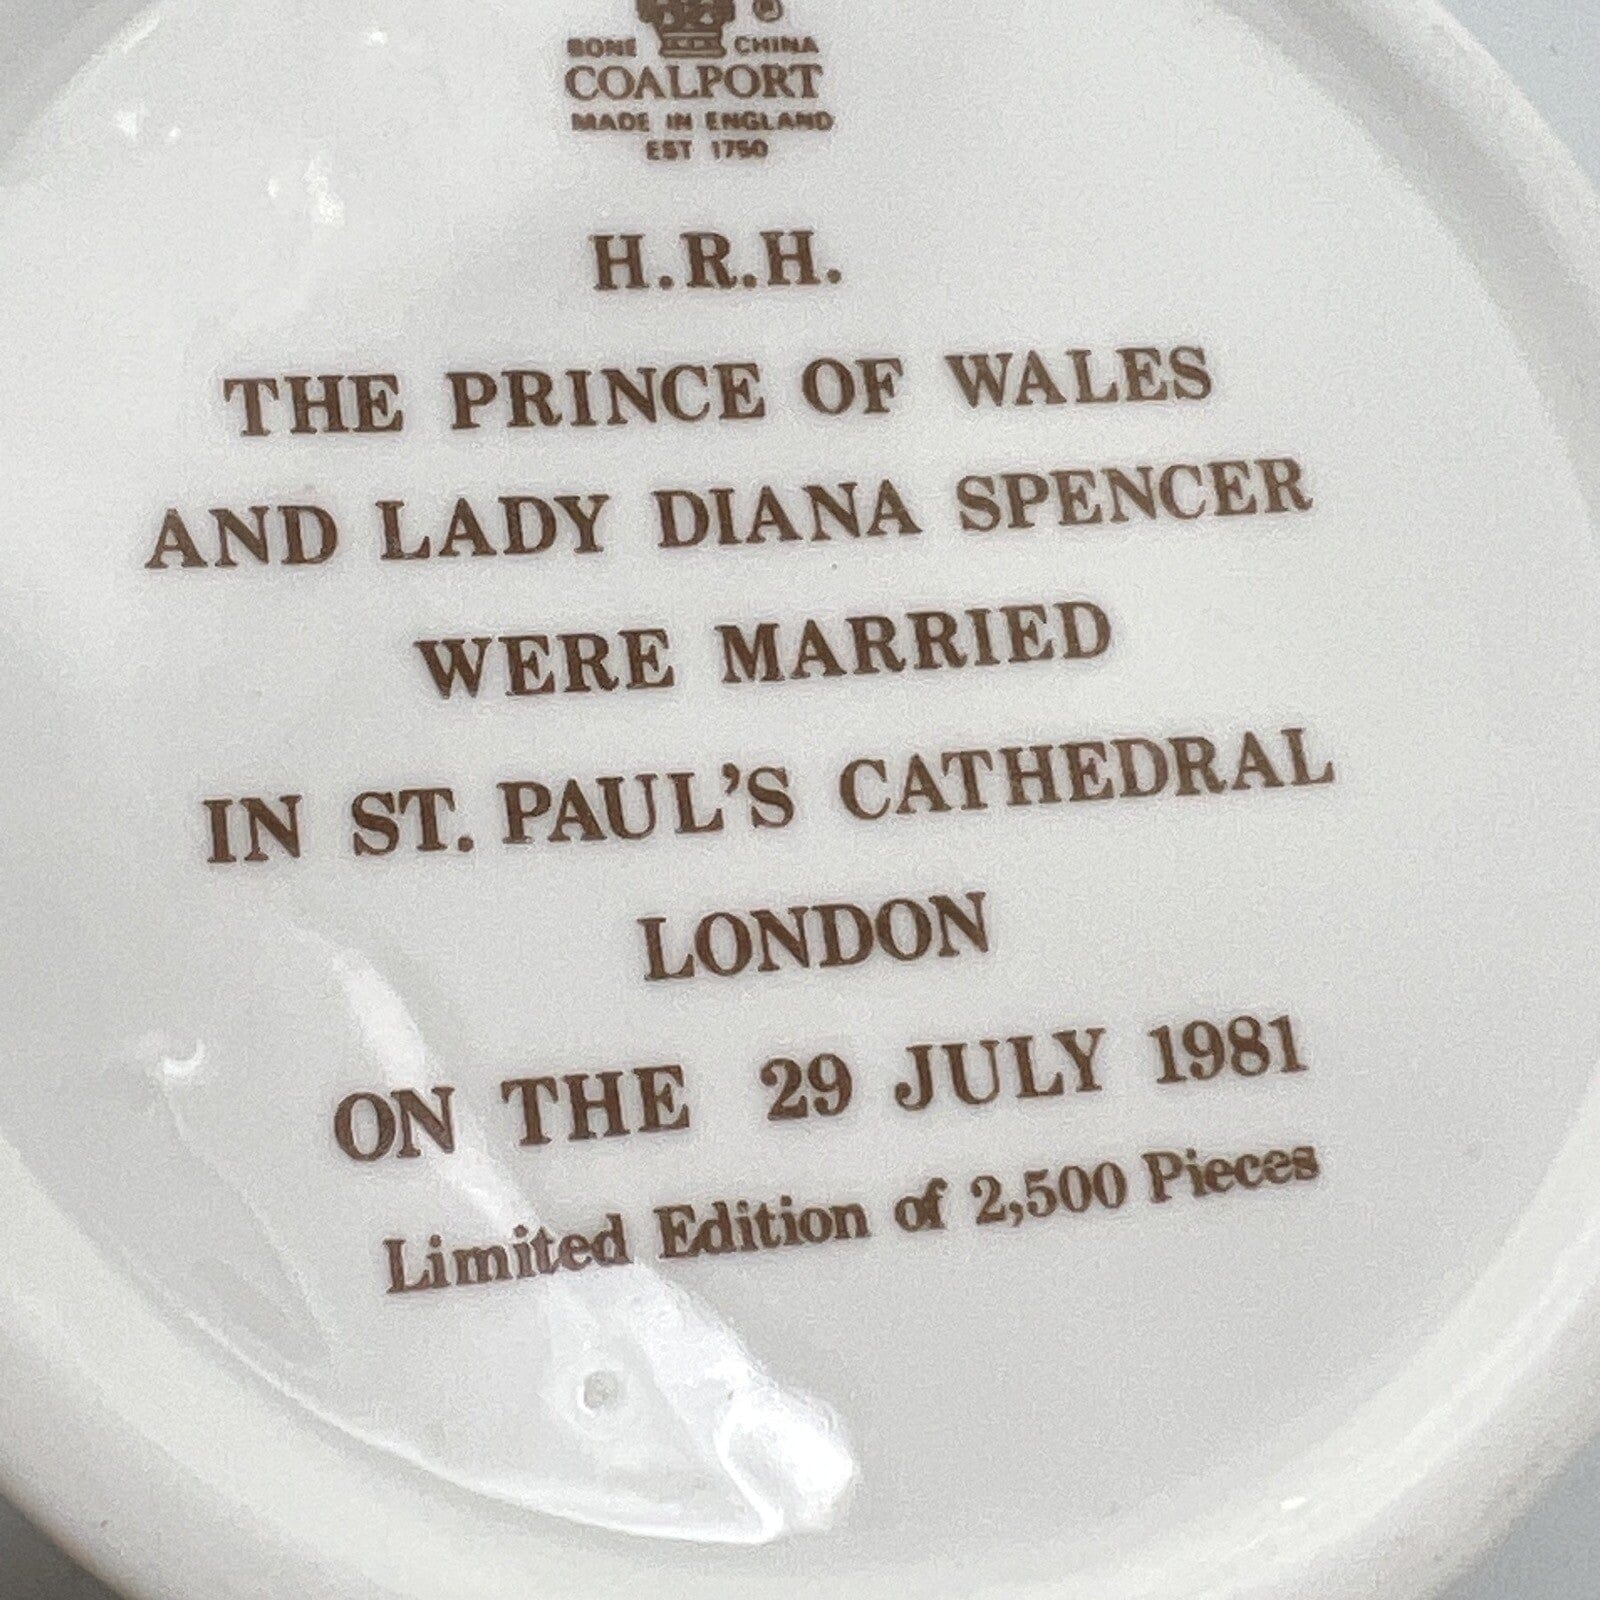 ®
BONE CHINA
COALPORT
MADE IN ENGLAND
EST 1750
H.R.H.
THE PRINCE OF WALES
AND LADY DIANA SPENCER
WERE MARRIED
IN ST. PAUL'S CATHEDRAL
LONDON
ON THE 29 JULY 1981
Limited Edition of 2,500 Pieces